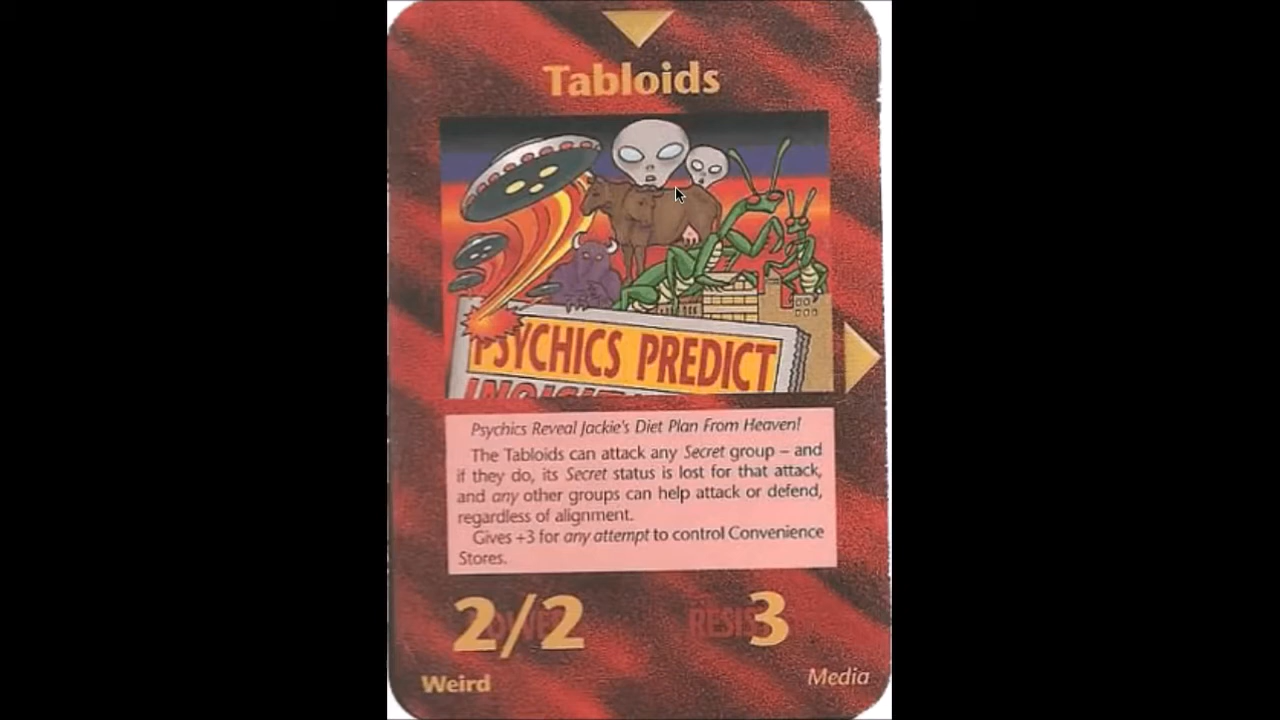 Tabloids
PSYCHICS PREDICT
Psychics Reveal Jackie's Diet Plan From Heaven!
The Tabloids can attack any Secret group – and
if they do, its Secret status is lost for that attack,
and any other groups can help attack or defend,
regardless of alignment.
Gives +3 for any attempt to control Convenience
Stores.
2/2 RESIS 3
Weird
Media